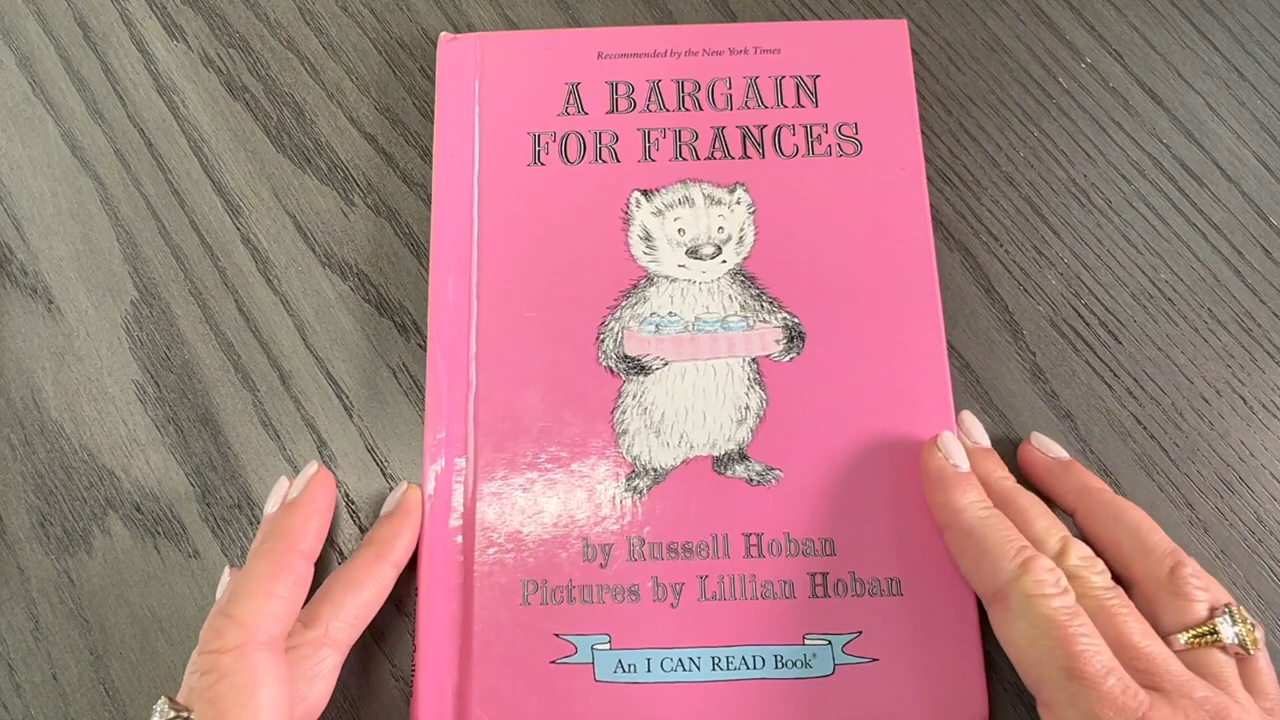 Recommended by the New York Times
A BARGAIN
FOR FRANCES
by Russell Hoban
Pictures by Lillian Hoban
An I CAN READ Book®